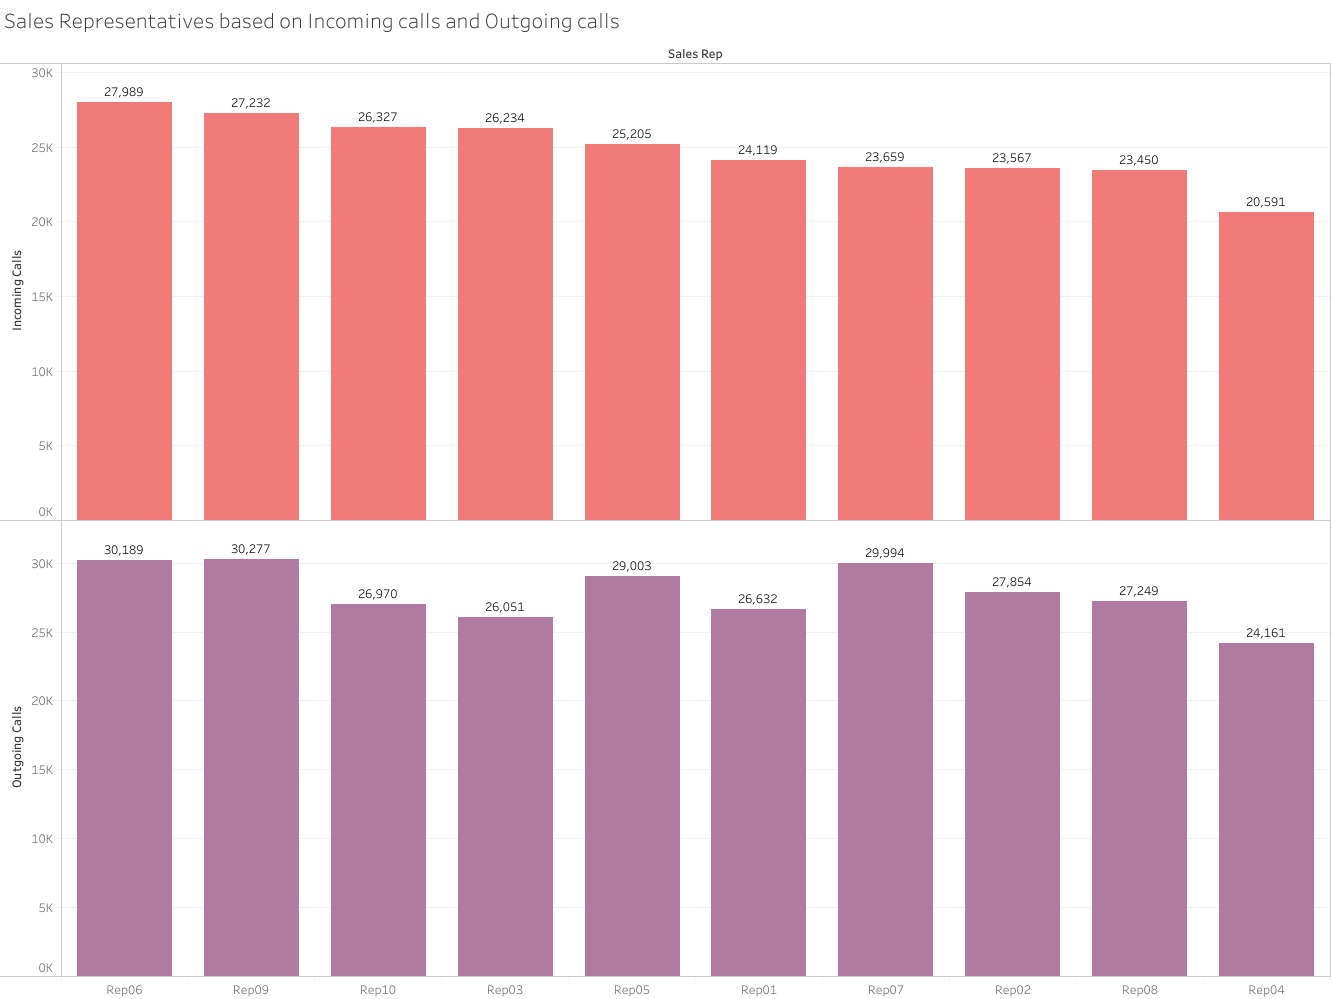 Sales Representatives based on Incoming calls and Outgoing calls
Sales Rep
30K
25K
20K
15K
10K
5K
0K
Incoming Calls
27,989
27,232
26,327
26,234
25,205
24,119
23,659
23,567
23,450
20,591
30K
25K
20K
15K
10K
5K
0K
Outgoing Calls
30,189
30,277
26,970
26,051
29,003
26,632
29,994
27,854
27,249
24,161
Rep06
Rep09
Rep10
Rep03
Rep05
Rep01
Rep07
Rep02
Rep08
Rep04